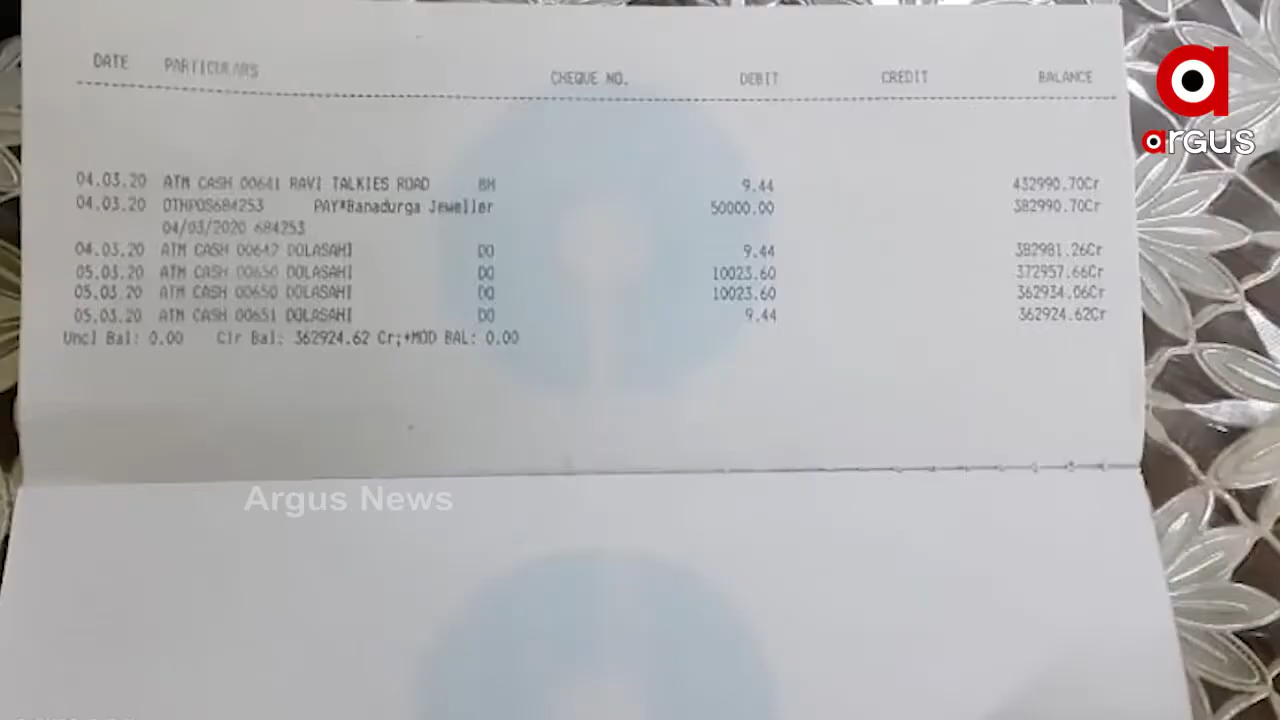 argus
DATE PARTICULARS CHEQUE NO. DEBIT CREDIT BALANCE
04.03.20 ATM CASH 00641 RAVI TALKIES ROAD BH 9.44 432990.70Cr
04.03.20 OTHPOS684253 PAY*Banadurga Jeweller 50000.00 382990.70Cr
04/03/2020 684253
04.03.20 ATM CASH 00647 DOLASAHI DO 9.44 382981.26Cr
05.03.20 ATM CASH 00650 DOLASAHI DO 10023.60 372957.66Cr
05.03.20 ATM CASH 00650 DOLASAHI DO 10023.60 362934.06Cr
05.03.20 ATM CASH 00651 DOLASAHI DO 9.44 362924.62Cr
Uncl Bal: 0.00 Clr Bal: 362924.62 Cr;+MOD BAL: 0.00
Argus News